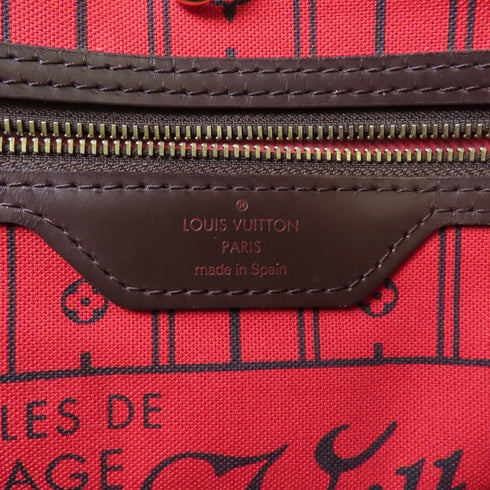 ®
LOUIS VUITTON
PARIS
made in Spain
LES DE
AGE